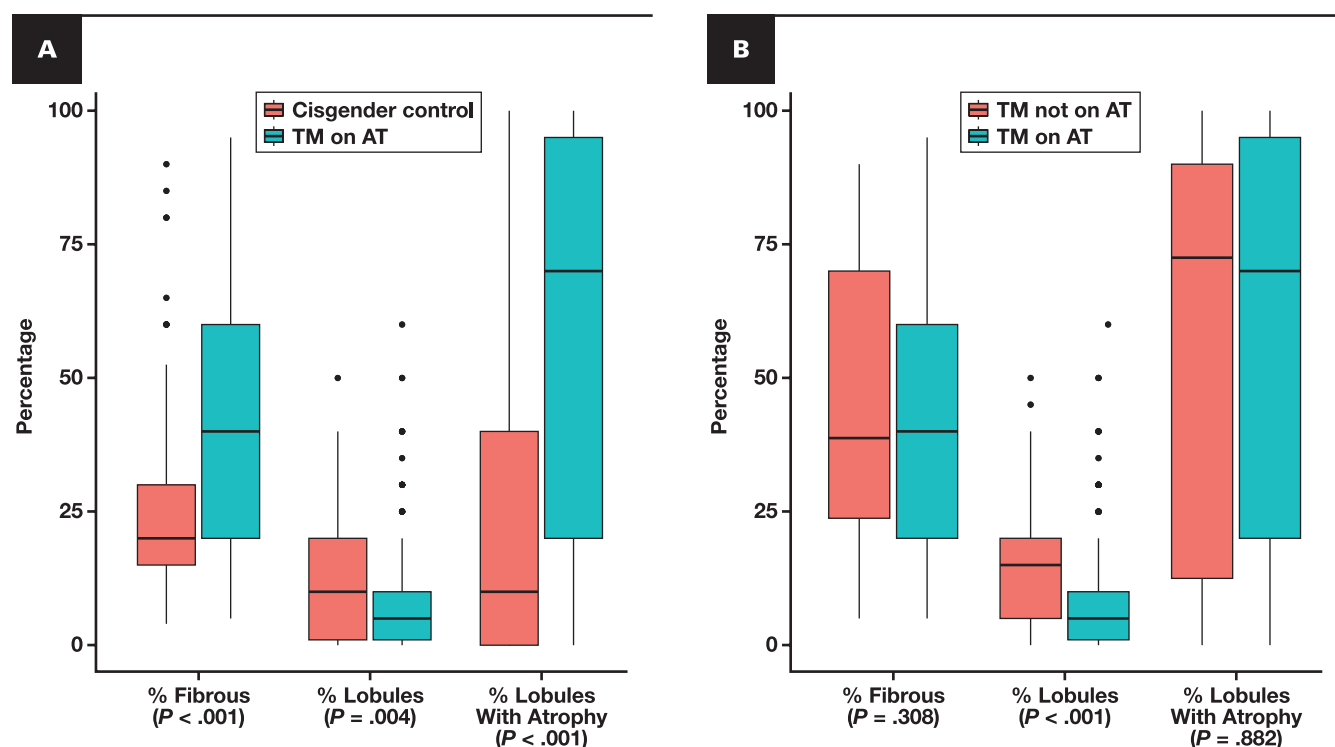 A
Cisgender control
TM on AT
100
75
50
25
0
Percentage
% Fibrous
(P < .001)
% Lobules
(P = .004)
% Lobules
With Atrophy
(P < .001)
B
TM not on AT
TM on AT
100
75
50
25
0
Percentage
% Fibrous
(P = .308)
% Lobules
(P < .001)
% Lobules
With Atrophy
(P = .882)